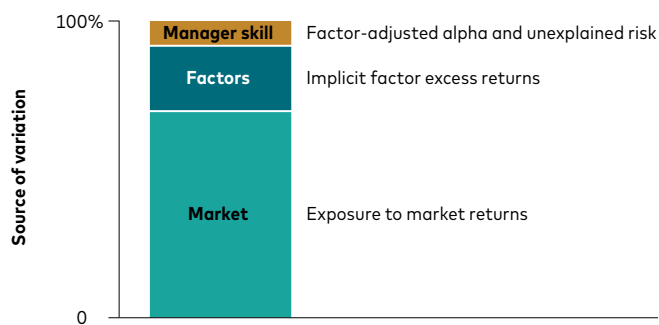 100%
Manager skill
Factor-adjusted alpha and unexplained risk
Factors
Implicit factor excess returns
Source of variation
Market
Exposure to market returns
0